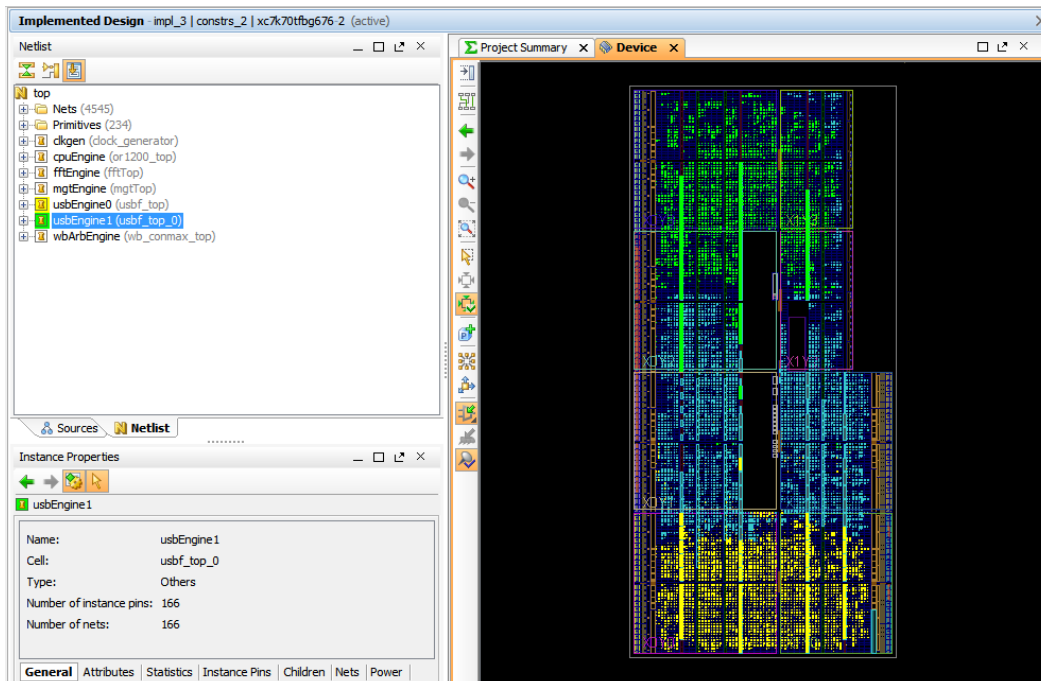 Implemented Design - impl_3 | constrs_2 | xc7k70tfbg676-2 (active)
Netlist
top
Nets (4545)
Primitives (234)
clkgen (clock_generator)
cpuEngine (or1200_top)
fftEngine (fftTop)
mgtEngine (mgtTop)
usbEngine0 (usbf_top)
usbEngine1 (usbf_top_0)
wbArbEngine (wb_conmax_top)
Sources
Netlist
Instance Properties
usbEngine1
Name: usbEngine1
Cell: usbf_top_0
Type: Others
Number of instance pins: 166
Number of nets: 166
General Attributes Statistics Instance Pins Children Nets Power
Project Summary
Device